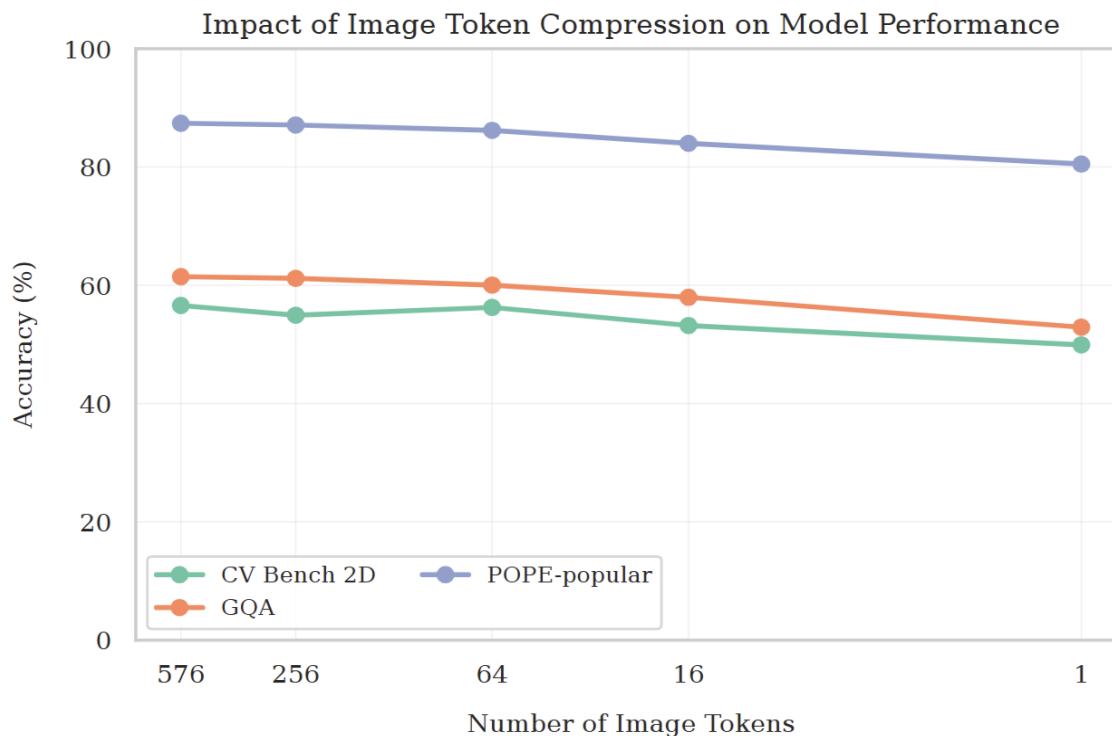 Impact of Image Token Compression on Model Performance
100
80
60
40
20
0
Accuracy (%)
CV Bench 2D
POPE-popular
GQA
576 256 64 16 1
Number of Image Tokens